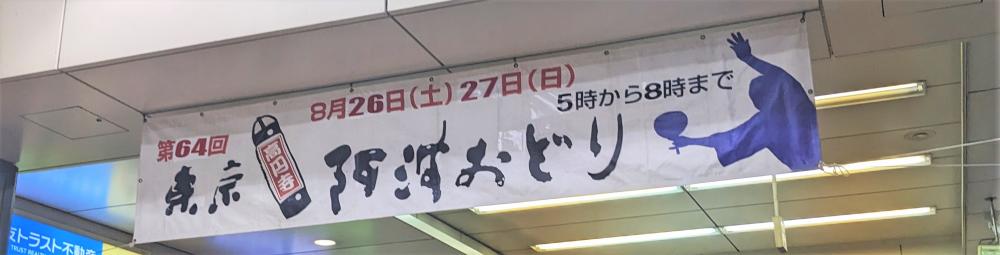 第64回
8月26日(土)27日(日)
5時から8時まで
東京 高円寺 阿波おどり
トラスト不動産
TRUST REAL